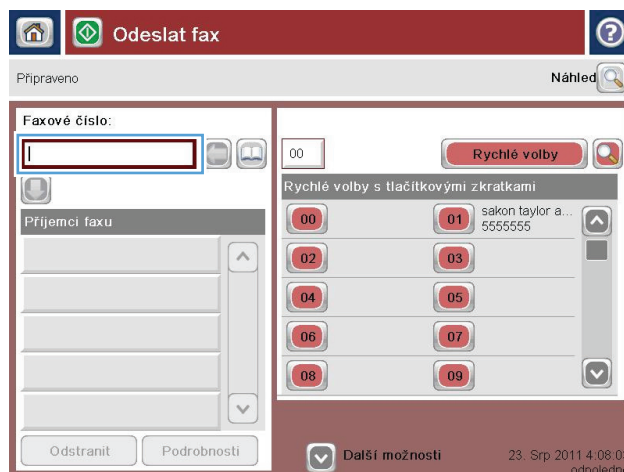 Odeslat fax
?
Připraveno
Náhled
Faxové číslo:
00
Rychlé volby
Rychlé volby s tlačítkovými zkratkami
Příjemci faxu
00
01
sakon taylor a...
5555555
02
03
04
05
06
07
08
09
Odstranit
Podrobnosti
Další možnosti
23. Srp 2011 4:08:0